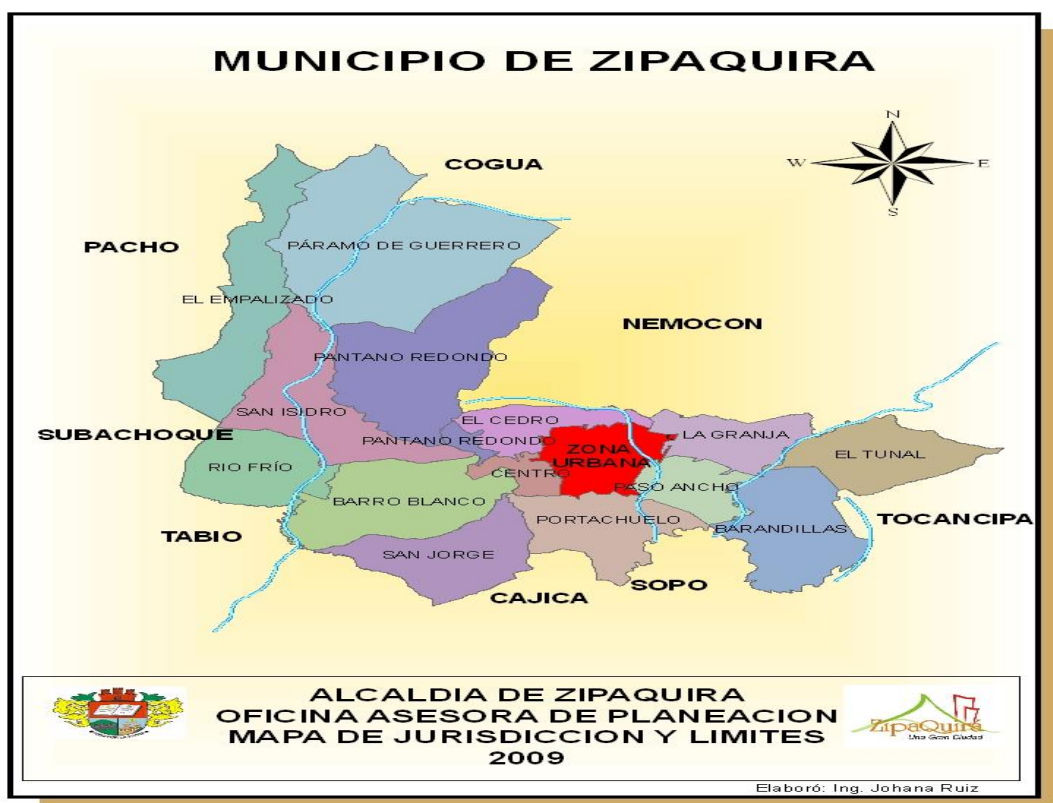 MUNICIPIO DE ZIPAQUIRA
N
W
E
S
COGUA
PACHO
PÁRAMO DE GUERRERO
EL EMPALIZADO
NEMOCON
PANTANO REDONDO
SAN ISIDRO
SUBACHOQUE
EL CEDRO
PANTANO REDONDO
ZONA
URBANA
LA GRANJA
EL TUNAL
RIO FRÍO
CENTRO
PASO ANCHO
BARRO BLANCO
PORTACHUELO
BARANDILLAS
TOCANCIPA
TABIO
SAN JORGE
SOPO
CAJICA
ALCALDIA DE ZIPAQUIRA
OFICINA ASESORA DE PLANEACION
MAPA DE JURISDICCION Y LIMITES
2009
ZipaQuirá
Una Gran Ciudad
Elaboró: Ing. Johana Ruiz